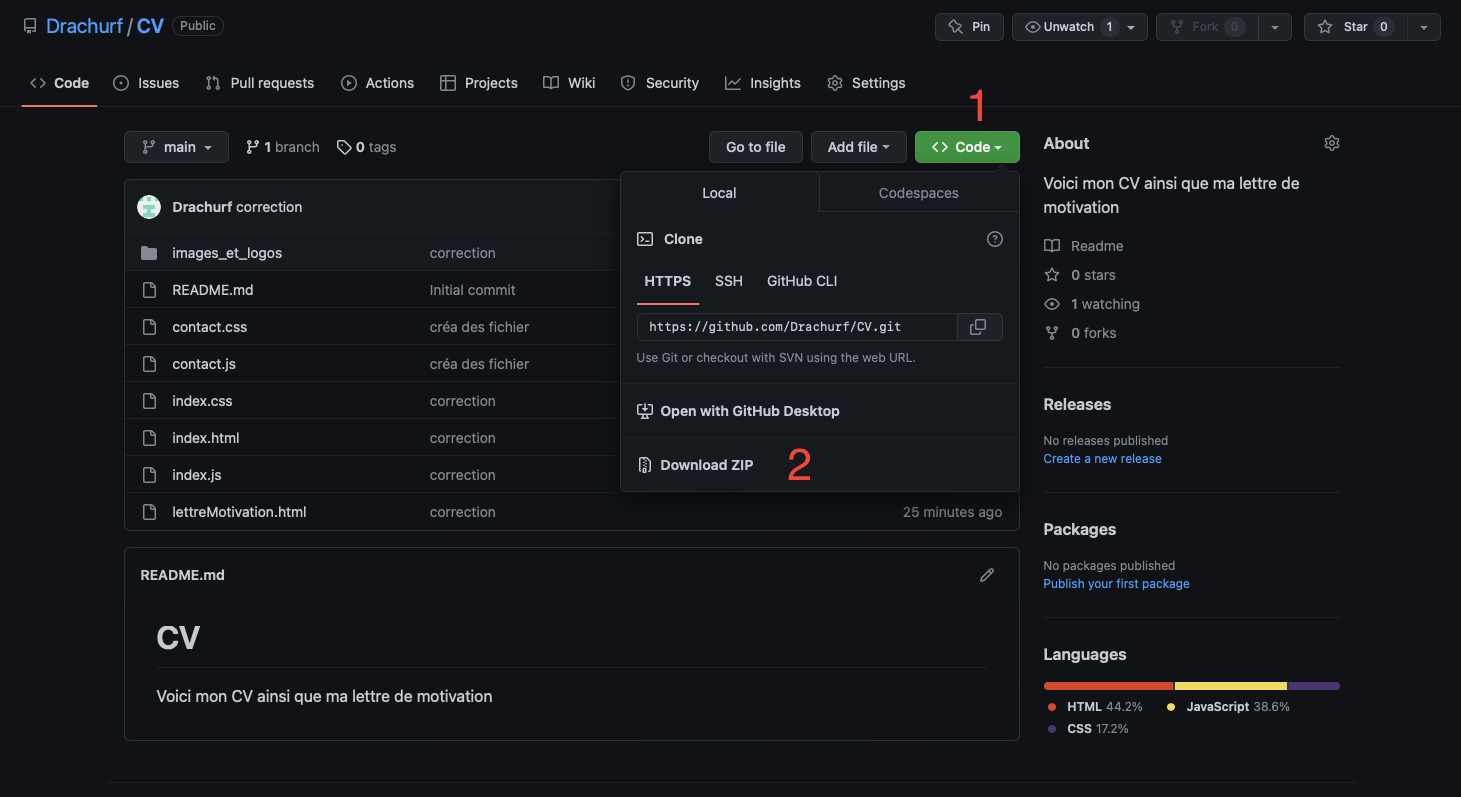 Drachurf / CV Public
Pin Unwatch 1 Fork 0 Star 0
Code Issues Pull requests Actions Projects Wiki Security Insights Settings
1
main 1 branch 0 tags Go to file Add file Code
Drachurf correction
images_et_logos correction
README.md Initial commit
contact.css créa des fichier
contact.js créa des fichier
index.css correction
index.html correction
index.js correction
lettreMotivation.html correction 25 minutes ago
Local Codespaces
Clone
HTTPS SSH GitHub CLI
https://github.com/Drachurf/CV.git
Use Git or checkout with SVN using the web URL.
Open with GitHub Desktop
Download ZIP 2
README.md
CV
Voici mon CV ainsi que ma lettre de motivation
About
Voici mon CV ainsi que ma lettre de
motivation
Readme
0 stars
1 watching
0 forks
Releases
No releases published
Create a new release
Packages
No packages published
Publish your first package
Languages
HTML 44.2% JavaScript 38.6%
CSS 17.2%